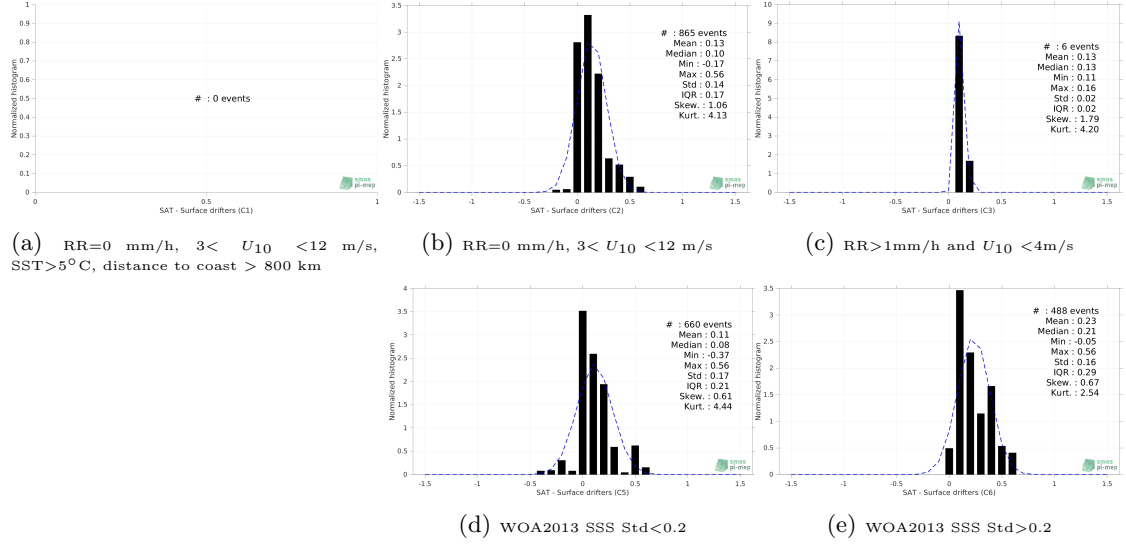 1
0.9
0.8
0.7
0.6
0.5
0.4
0.3
0.2
0.1
0
Normalized histogram
# : 0 events
0 0.5 1
SAT - Surface drifters (C1)
smos
pi-mep
(a) RR=0 mm/h, 3< U10 <12 m/s,
SST>5°C, distance to coast > 800 km
3.5
3
2.5
2
1.5
1
0.5
0
Normalized histogram
# : 865 events
Mean : 0.13
Median : 0.10
Min : -0.17
Max : 0.56
Std : 0.14
IQR : 0.17
Skew. : 1.06
Kurt. : 4.13
-1.5 -1 -0.5 0 0.5 1 1.5
SAT - Surface drifters (C2)
smos
pi-mep
(b) RR=0 mm/h, 3< U10 <12 m/s
10
9
8
7
6
5
4
3
2
1
0
Normalized histogram
# : 6 events
Mean : 0.13
Median : 0.13
Min : 0.11
Max : 0.16
Std : 0.02
IQR : 0.02
Skew. : 1.79
Kurt. : 4.20
-1.5 -1 -0.5 0 0.5 1 1.5
SAT - Surface drifters (C3)
smos
pi-mep
(c) RR>1mm/h and U10 <4m/s
4
3.5
3
2.5
2
1.5
1
0.5
0
Normalized histogram
# : 660 events
Mean : 0.11
Median : 0.08
Min : -0.37
Max : 0.56
Std : 0.17
IQR : 0.21
Skew. : 0.61
Kurt. : 4.44
-1.5 -1 -0.5 0 0.5 1 1.5
SAT - Surface drifters (C5)
smos
pi-mep
(d) WOA2013 SSS Std<0.2
3.5
3
2.5
2
1.5
1
0.5
0
Normalized histogram
# : 488 events
Mean : 0.23
Median : 0.21
Min : -0.05
Max : 0.56
Std : 0.16
IQR : 0.29
Skew. : 0.67
Kurt. : 2.54
-1.5 -1 -0.5 0 0.5 1 1.5
SAT - Surface drifters (C6)
smos
pi-mep
(e) WOA2013 SSS Std>0.2